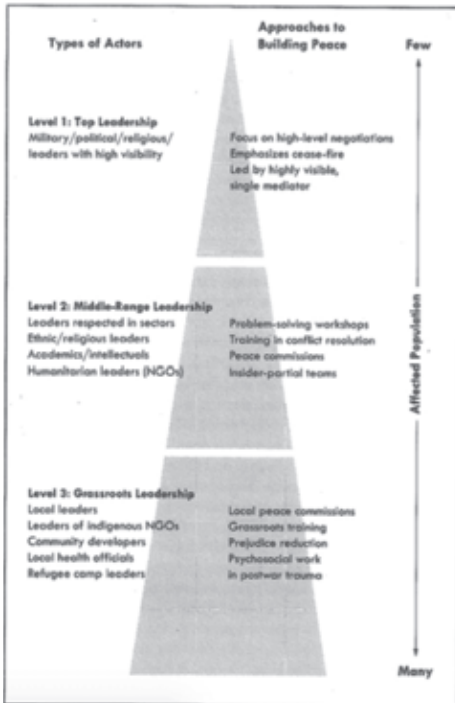 Types of Actors
Approaches to
Building Peace
Few
Level 1: Top Leadership
Military/political/religious/
leaders with high visibility
Focus on high-level negotiations
Emphasizes cease-fire
Led by highly visible,
single mediator
Level 2: Middle-Range Leadership
Leaders respected in sectors
Ethnic/religious leaders
Academics/intellectuals
Humanitarian leaders (NGOs)
Problem-solving workshops
Training in conflict resolution
Peace commissions
Insider-partial teams
Affected Population
Level 3: Grassroots Leadership
Local leaders
Leaders of indigenous NGOs
Community developers
Local health officials
Refugee camp leaders
Local peace commissions
Grassroots training
Prejudice reduction
Psychosocial work
in postwar trauma
Many